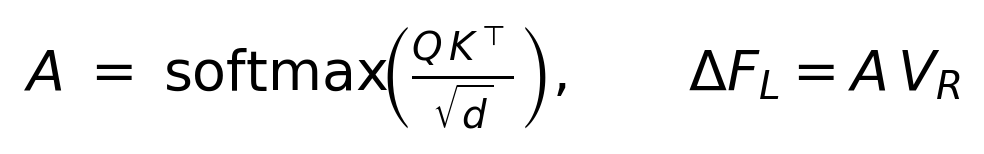 A = softmax(QK^⊤/√d), ΔF_L = A V_R